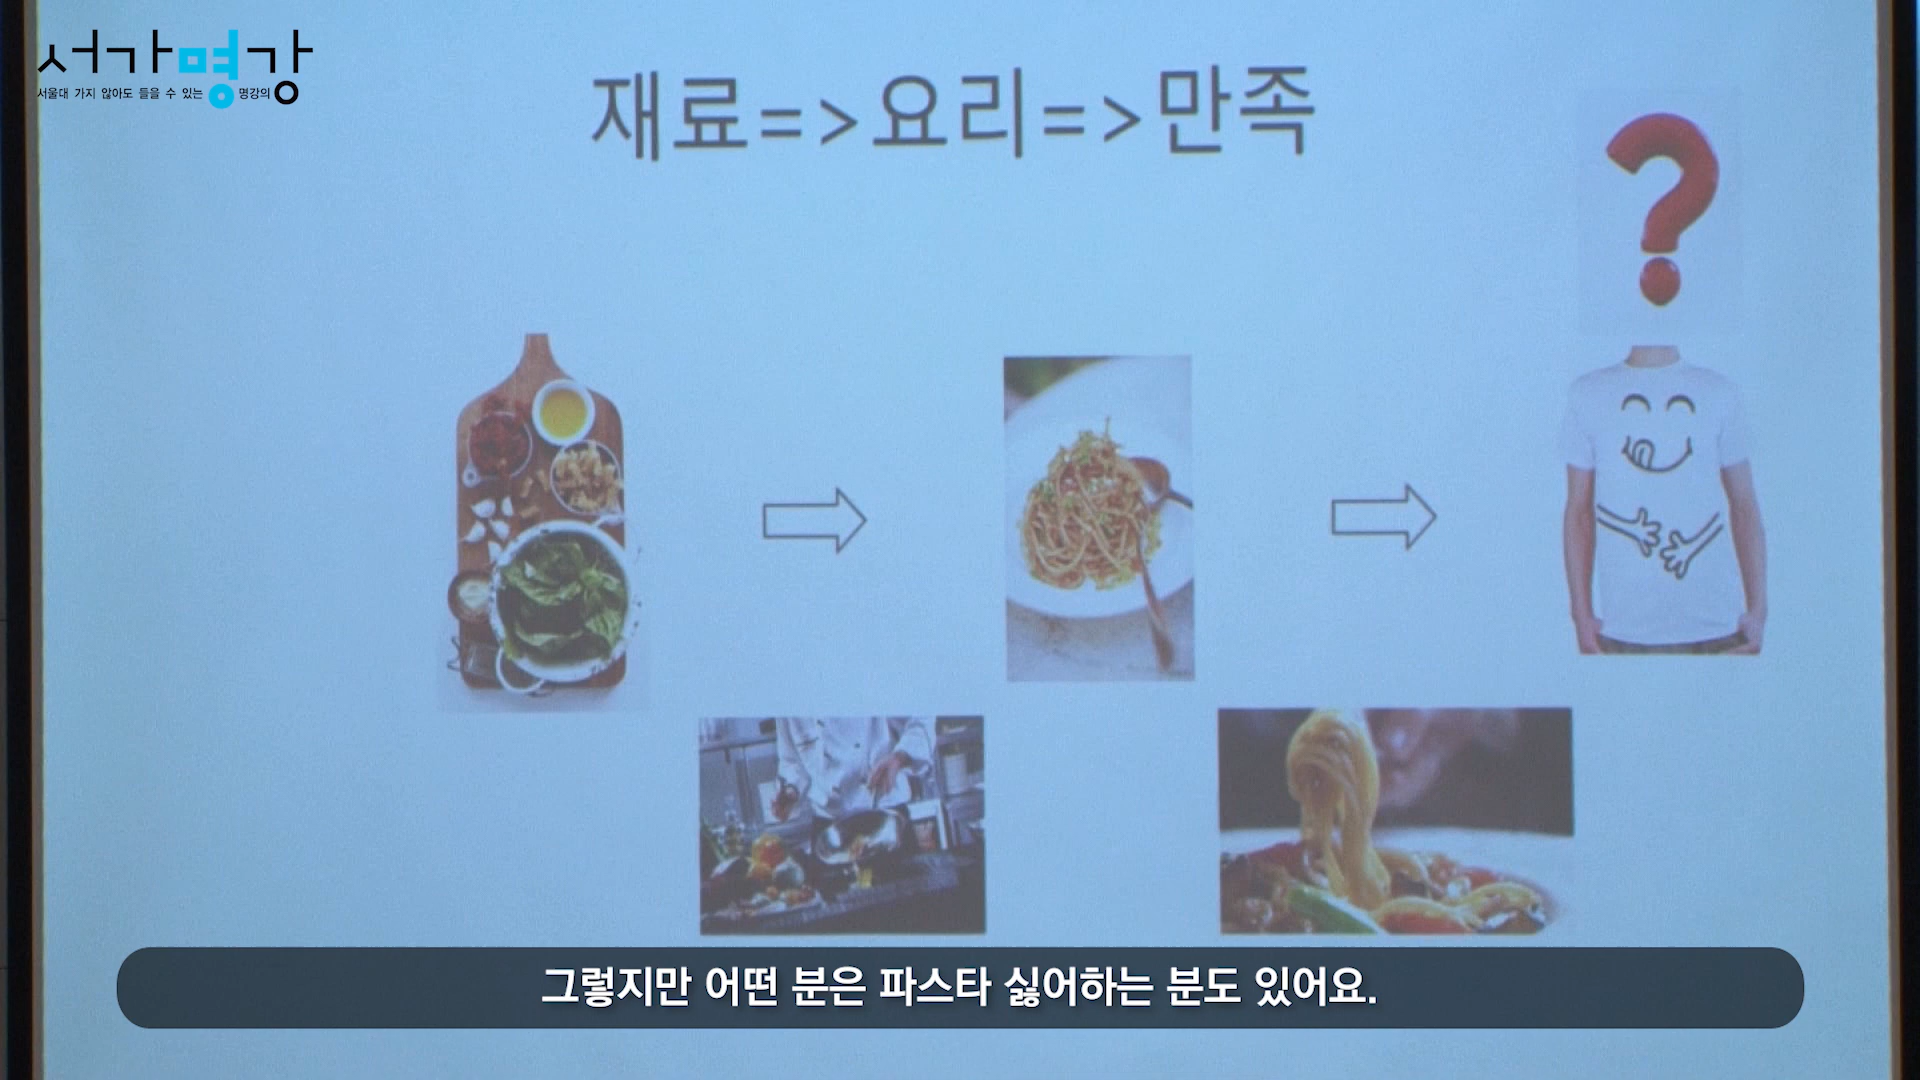 서가명강
서울대 가지 않아도 들을 수 있는 명강의
재료=>요리=>만족
?
그렇지만 어떤 분은 파스타 싫어하는 분도 있어요.